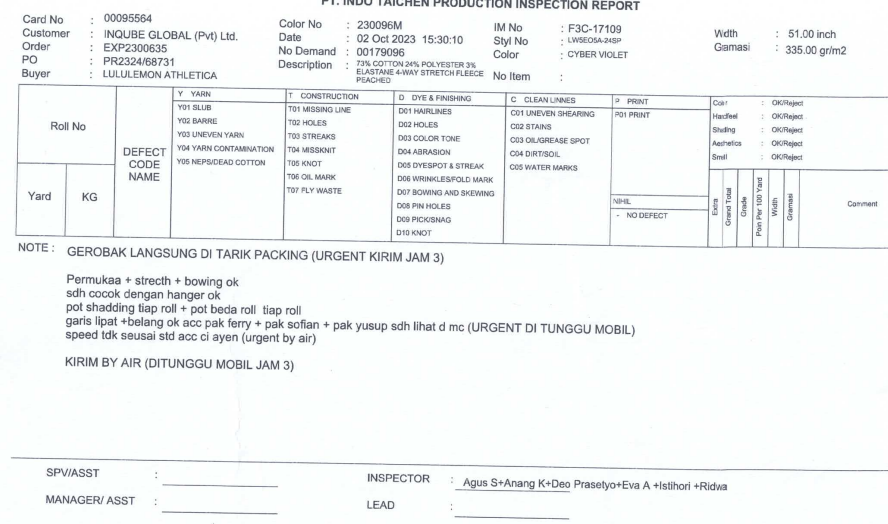 PT. INDO TAICHEN PRODUCTION INSPECTION REPORT
Card No : 00095564
Customer : INQUBE GLOBAL (Pvt) Ltd.
Order : EXP2300635
PO : PR2324/68731
Buyer : LULULEMON ATHLETICA
Color No : 230096M
Date : 02 Oct 2023 15:30:10
No Demand : 00179096
Description : 73% COTTON 24% POLYESTER 3%
ELASTANE 4-WAY STRETCH FLEECE
PEACHED
IM No : F3C-17109
Styl No : LW5EO5A-24SP
Color : CYBER VIOLET
No Item :
Width : 51.00 inch
Gramasi : 335.00 gr/m2
Roll No
Yard
KG
DEFECT
CODE
NAME
Y YARN
Y01 SLUB
Y02 BARRE
Y03 UNEVEN YARN
Y04 YARN CONTAMINATION
Y05 NEPS/DEAD COTTON
T CONSTRUCTION
T01 MISSING LINE
T02 HOLES
T03 STREAKS
T04 MISSKNIT
T05 KNOT
T06 OIL MARK
T07 FLY WASTE
D DYE & FINISHING
D01 HAIRLINES
D02 HOLES
D03 COLOR TONE
D04 ABRASION
D05 DYESPOT & STREAK
D06 WRINKLES/FOLD MARK
D07 BOWING AND SKEWING
D08 PIN HOLES
D09 PICK/SNAG
D10 KNOT
C CLEAN LINNES
C01 UNEVEN SHEARING
C02 STAINS
C03 OIL/GREASE SPOT
C04 DIRT/SOIL
C05 WATER MARKS
P PRINT
P01 PRINT
NIHIL
- NO DEFECT
Color : OK/Reject
Handfeel : OK/Reject
Shading : OK/Reject
Aesthetics : OK/Reject
Smell : OK/Reject
Extra
Grand Total
Grade
Poin Per 100 Yard
Width
Gramasi
Comment
NOTE : GEROBAK LANGSUNG DI TARIK PACKING (URGENT KIRIM JAM 3)
Permukaa + strecth + bowing ok
sdh cocok dengan hanger ok
pot shadding tiap roll + pot beda roll tiap roll
garis lipat +belang ok acc pak ferry + pak sofian + pak yusup sdh lihat d mc (URGENT DI TUNGGU MOBIL)
speed tdk seusai std acc ci ayen (urgent by air)
KIRIM BY AIR (DITUNGGU MOBIL JAM 3)
SPV/ASST :
MANAGER/ ASST :
INSPECTOR : Agus S+Anang K+Deo Prasetyo+Eva A +Istihori +Ridwa
LEAD :